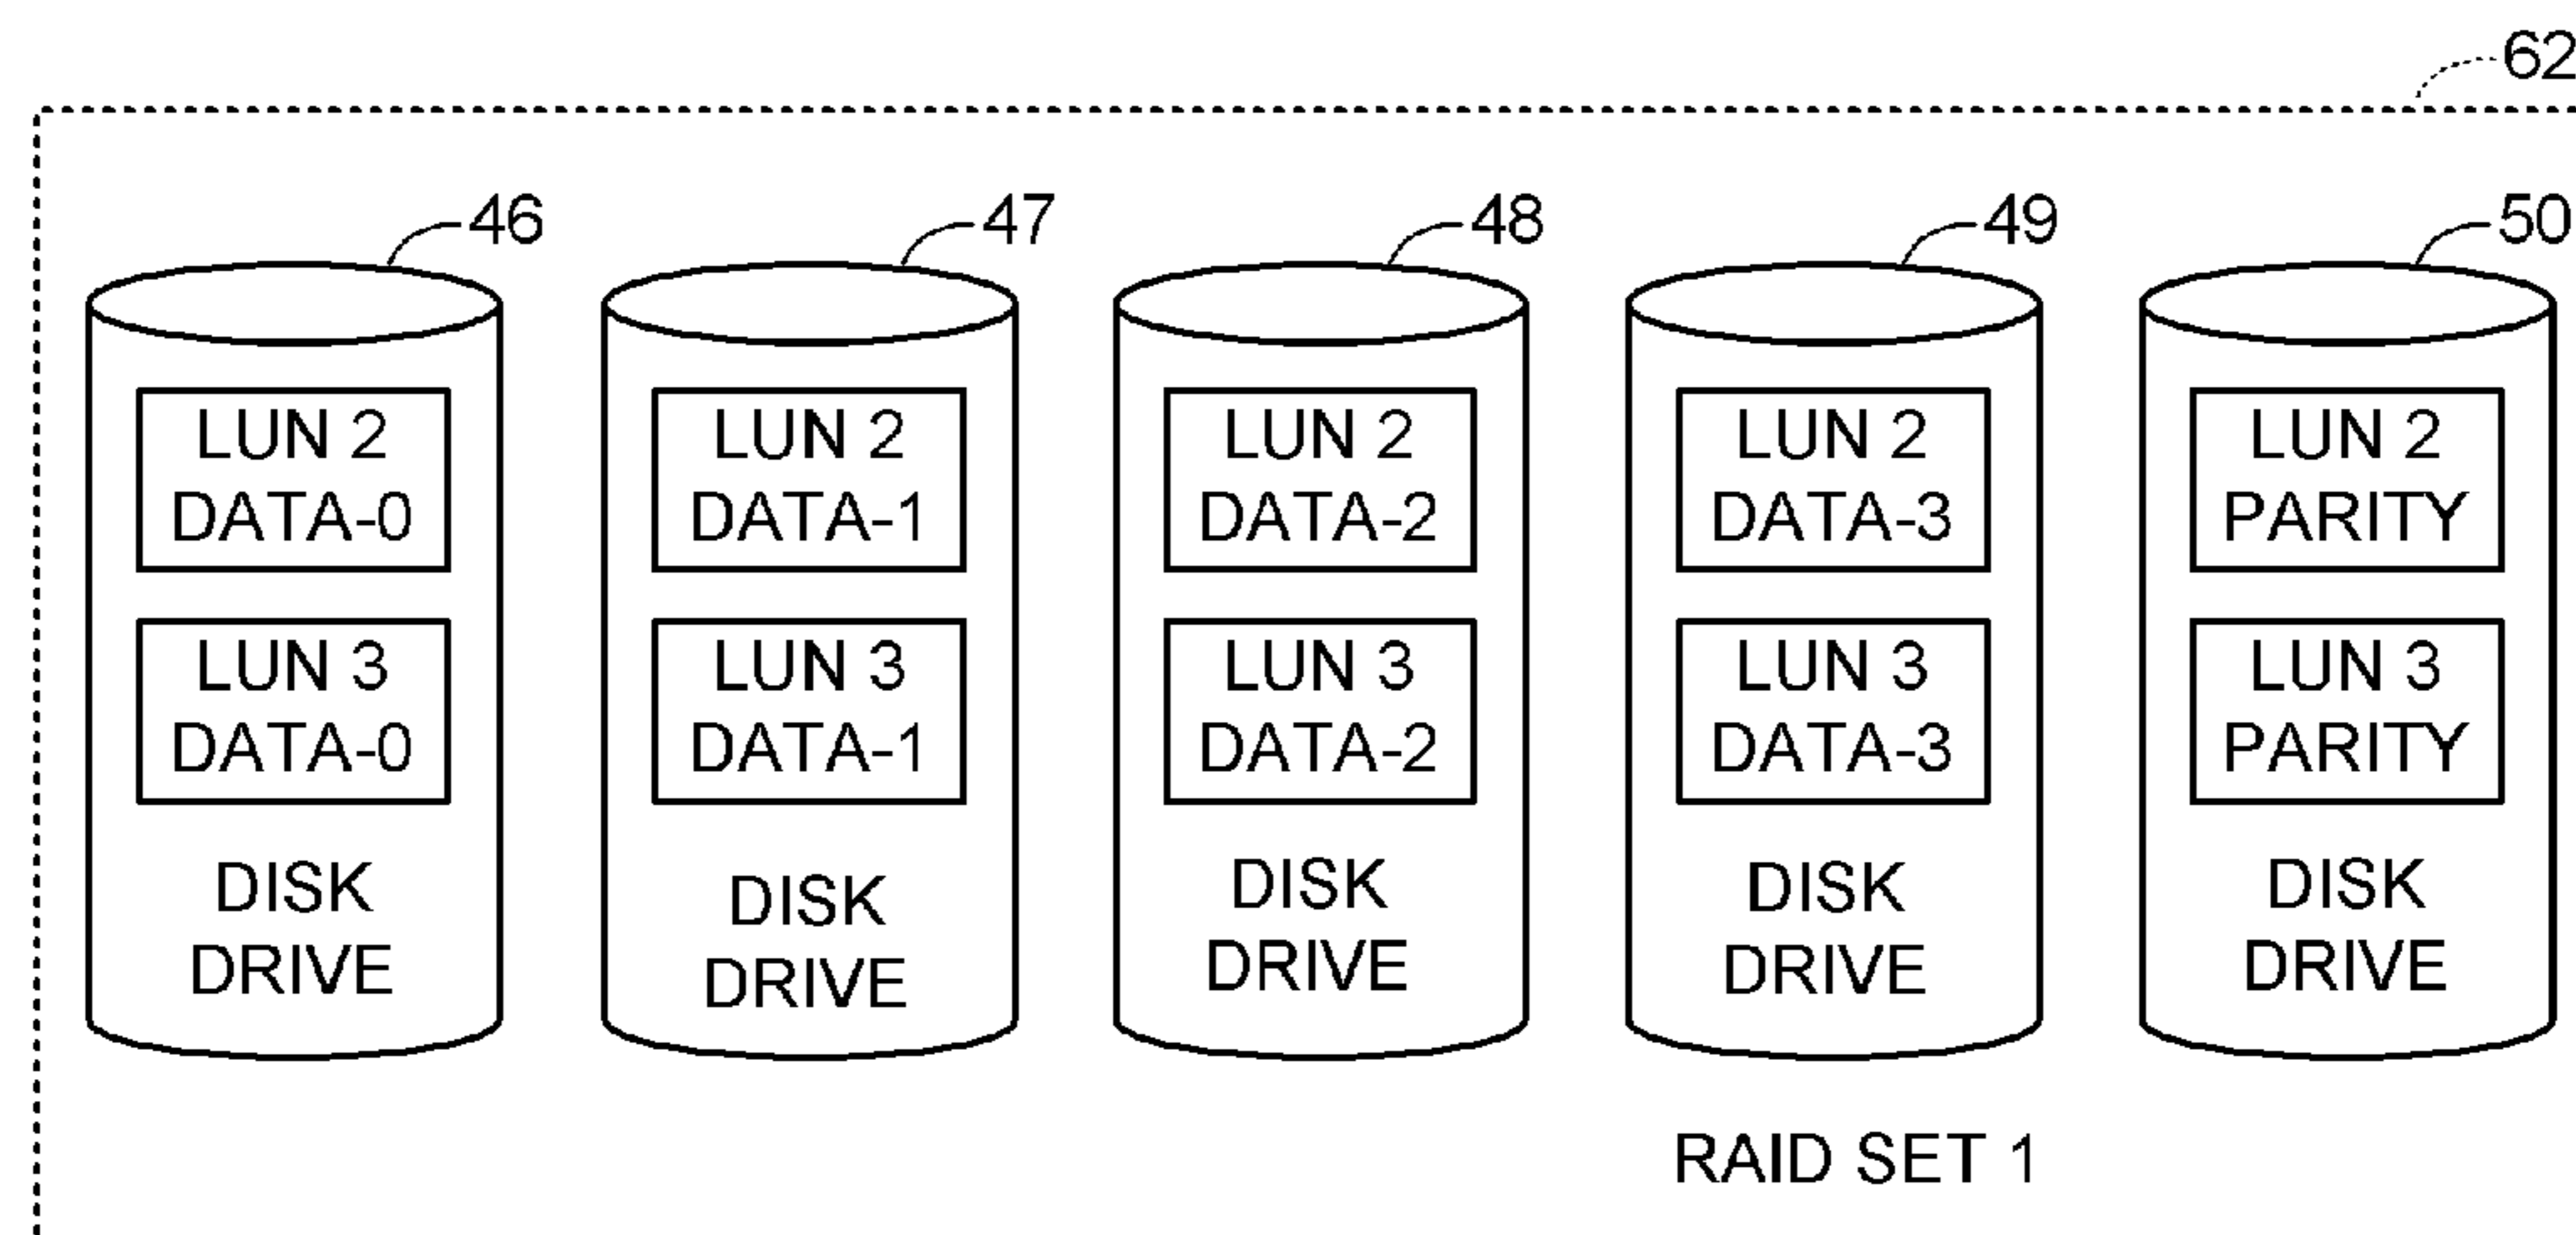 62
46
47
48
49
50
LUN 2
DATA-0
LUN 2
DATA-1
LUN 2
DATA-2
LUN 2
DATA-3
LUN 2
PARITY
LUN 3
DATA-0
LUN 3
DATA-1
LUN 3
DATA-2
LUN 3
DATA-3
LUN 3
PARITY
DISK
DRIVE
DISK
DRIVE
DISK
DRIVE
DISK
DRIVE
DISK
DRIVE
RAID SET 1